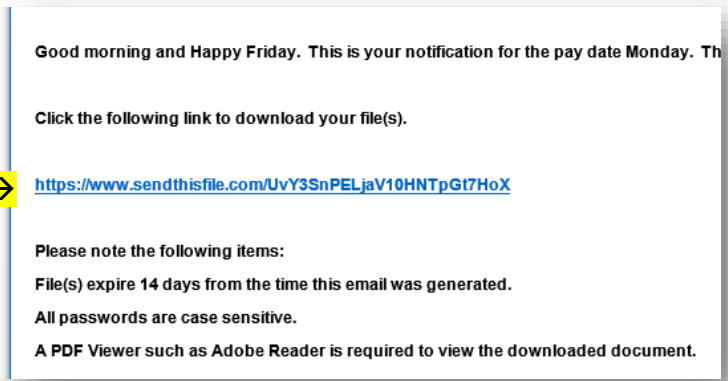 Good morning and Happy Friday. This is your notification for the pay date Monday. Th
Click the following link to download your file(s).
https://www.sendthisfile.com/UvY3SnPELjaV10HNTpGt7HoX
Please note the following items:
File(s) expire 14 days from the time this email was generated.
All passwords are case sensitive.
A PDF Viewer such as Adobe Reader is required to view the downloaded document.